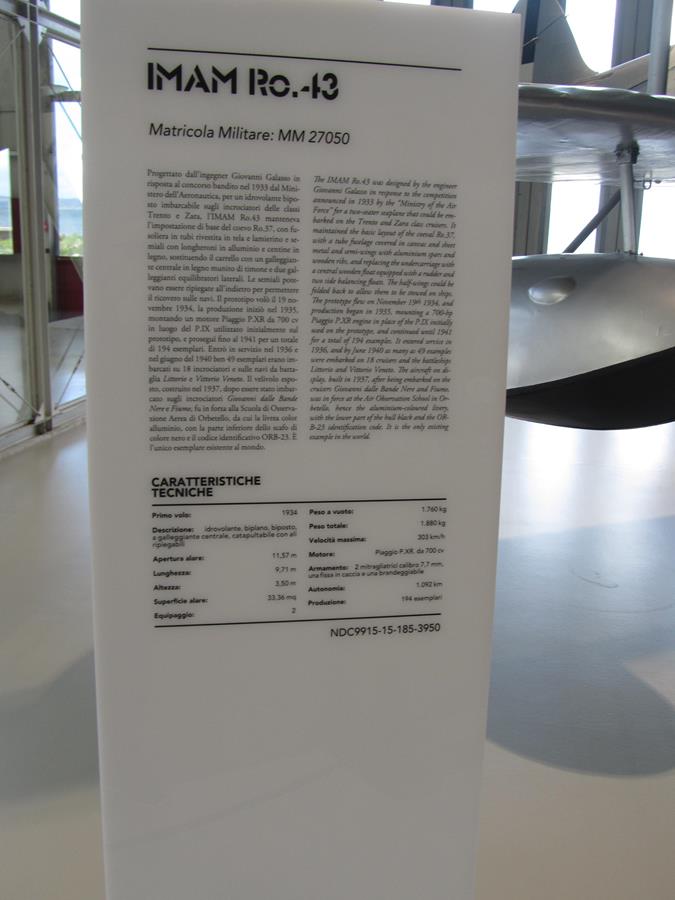 IMAM Ro.43
Matricola Militare: MM 27050
Progettato dall'ingegner Giovanni Galasso in
risposta al concorso bandito nel 1933 dal Mini-
stero dell'Aeronautica, per un idrovolante bipo-
sto imbarcabile sugli incrociatori delle classi
Trento e Zara, l'IMAM Ro.43 manteneva
l'impostazione di base del coevo Ro.37, con fu-
soliera in tubi rivestita in tela e lamierino e se-
miali con longheroni in alluminio e centine in
legno, sostituendo il carrello con un galleggian-
te centrale in legno munito di timone e due gal-
leggianti equilibratori laterali. Le semiali pote-
vano essere ripiegate all'indietro per permettere
il ricovero sulle navi. Il prototipo volò il 19 no-
vembre 1934, la produzione iniziò nel 1935,
montando un motore Piaggio P.XR da 700 cv
in luogo del P.IX utilizzato inizialmente sul
prototipo, e proseguì fino al 1941 per un totale
di 194 esemplari. Entrò in servizio nel 1936 e
nel giugno del 1940 ben 49 esemplari erano im-
barcati su 18 incrociatori e sulle navi da batta-
glia Littorio e Vittorio Veneto. Il velivolo espo-
sto, costruito nel 1937, dopo essere stato imbar-
cato sugli incrociatori Giovanni dalle Bande
Nere e Fiume, fu in forza alla Scuola di Osserva-
zione Aerea di Orbetello, da cui la livrea color
alluminio, con la parte inferiore dello scafo di
colore nero e il codice identificativo ORB-23. È
l'unico esemplare esistente al mondo.
The IMAM Ro.43 was designed by the engineer
Giovanni Galasso in response to the competition
announced in 1933 by the "Ministry of the Air
Force" for a two-seater seaplane that could be em-
barked on the Trento and Zara class cruisers. It
maintained the basic layout of the coeval Ro.37,
with a tube fuselage covered in canvas and sheet
metal and semi-wings with aluminium spars and
wooden ribs, and replacing the undercarriage with
a central wooden float equipped with a rudder and
two side balancing floats. The half-wings could be
folded back to allow them to be stowed on ships.
The prototype flew on November 19th 1934, and
production began in 1935, mounting a 700-hp
Piaggio P.XR engine in place of the P.IX initially
used on the prototype, and continued until 1941
for a total of 194 examples. It entered service in
1936, and by June 1940 as many as 49 examples
were embarked on 18 cruisers and the battleships
Littorio and Vittorio Veneto. The aircraft on di-
splay, built in 1937, after being embarked on the
cruisers Giovanni dalle Bande Nere and Fiume,
was in force at the Air Observation School in Or-
betello, hence the aluminium-coloured livery,
with the lower part of the hull black and the OR-
B-23 identification code. It is the only existing
example in the world.
CARATTERISTICHE
TECNICHE
Primo volo: 1934
Descrizione: idrovolante, biplano, biposto,
a galleggiante centrale, catapultabile con ali
ripiegabili
Apertura alare: 11,57 m
Lunghezza: 9,71 m
Altezza: 3,50 m
Superficie alare: 33,36 mq
Equipaggio: 2
Peso a vuoto: 1.760 kg
Peso totale: 1.880 kg
Velocità massima: 303 km/h
Motore: Piaggio P.XR. da 700 cv
Armamento: 2 mitragliatrici calibro 7,7 mm,
una fissa in caccia e una brandeggiabile
Autonomia: 1.092 km
Produzione: 194 esemplari
NDC9915-15-185-3950